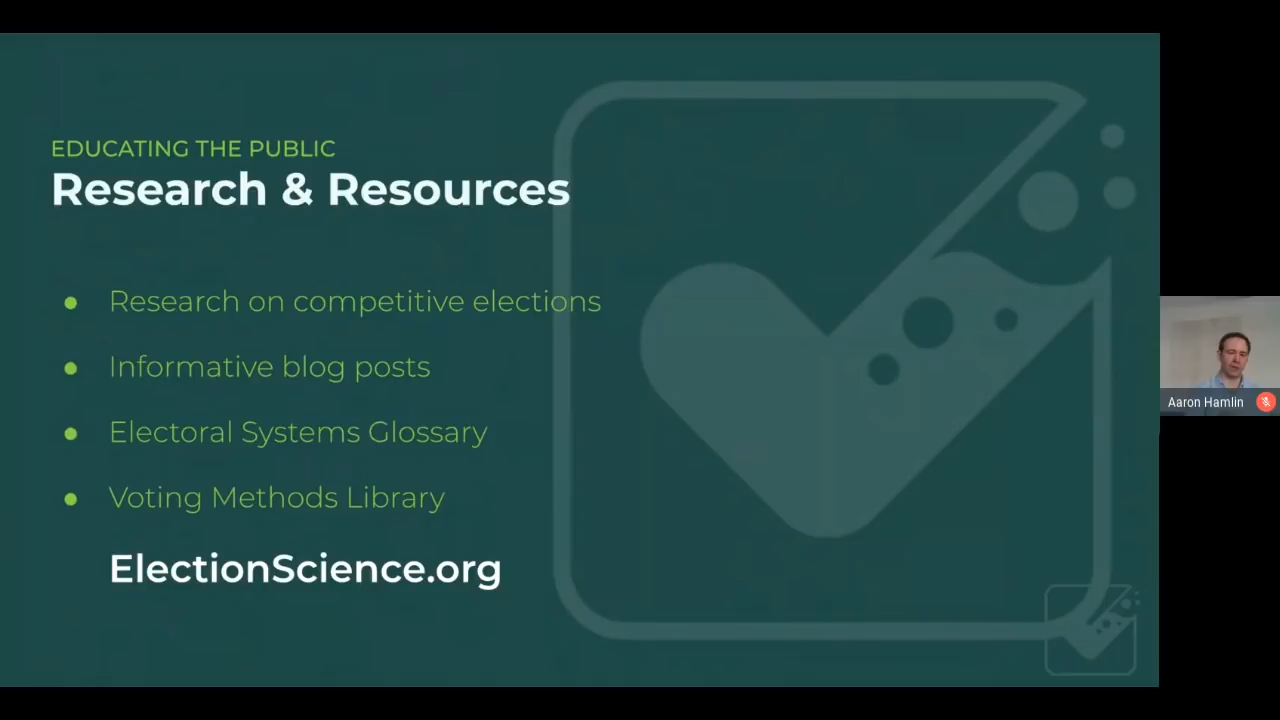 EDUCATING THE PUBLIC
Research & Resources
● Research on competitive elections
● Informative blog posts
● Electoral Systems Glossary
● Voting Methods Library
ElectionScience.org
Aaron Hamlin